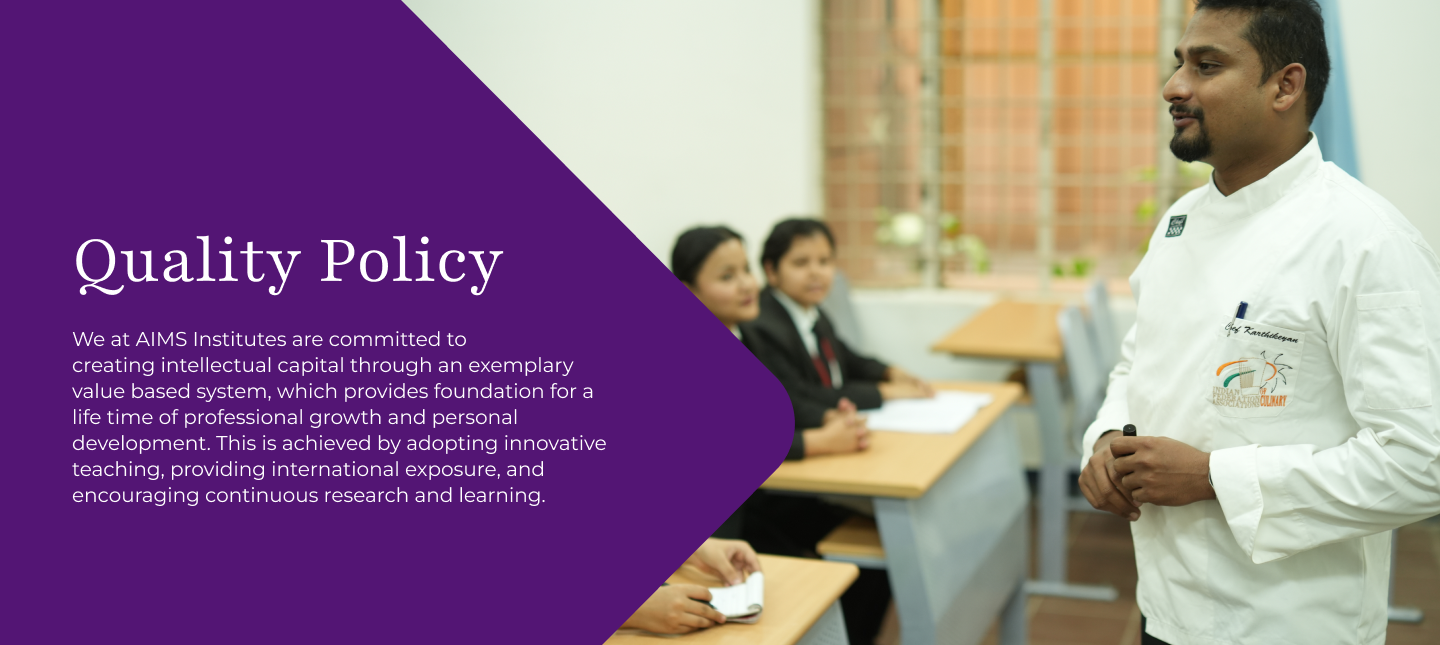 Quality Policy
We at AIMS Institutes are committed to
creating intellectual capital through an exemplary
value based system, which provides foundation for a
life time of professional growth and personal
development. This is achieved by adopting innovative
teaching, providing international exposure, and
encouraging continuous research and learning.
Chef Karthikeyan
CULINARY